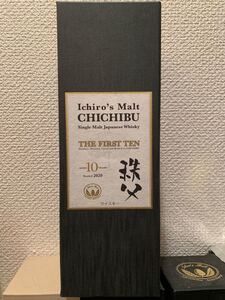 Ichiro's Malt
CHICHIBU
Single Malt Japanese Whisky
THE FIRST TEN
—10—
2020
秩父
ウイスキー